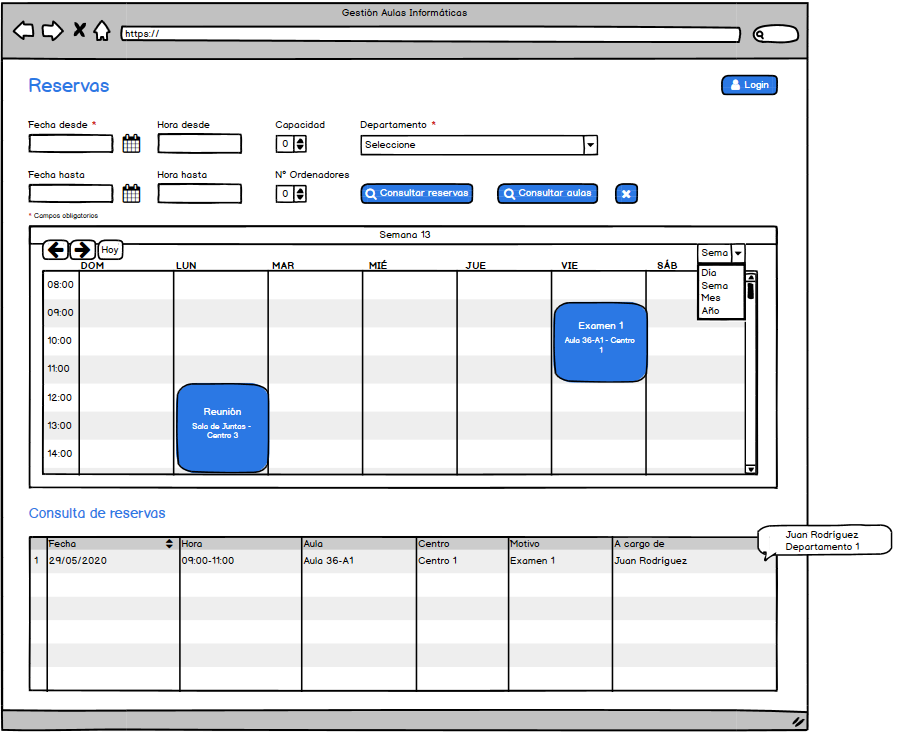 Gestión Aulas Informáticas
https://
Reservas
Login
Fecha desde *
Hora desde
Capacidad
Departamento *
0
Seleccione
Fecha hasta
Hora hasta
Nº Ordenadores
0
Consultar reservas
Consultar aulas
* Campos obligatorios
Semana 13
Hoy
Sema
DOM LUN MAR MIÉ JUE VIE SÁB
Dia
Sema
Mes
Año
08:00
09:00
10:00
11:00
12:00
13:00
14:00
Examen 1
Aula 36-A1 - Centro
1
Reunión
Sala de Juntas -
Centro 3
Consulta de reservas
Fecha Hora Aula Centro Motivo A cargo de
1 29/05/2020 09:00-11:00 Aula 36-A1 Centro 1 Examen 1 Juan Rodríguez
Juan Rodríguez
Departamento 1